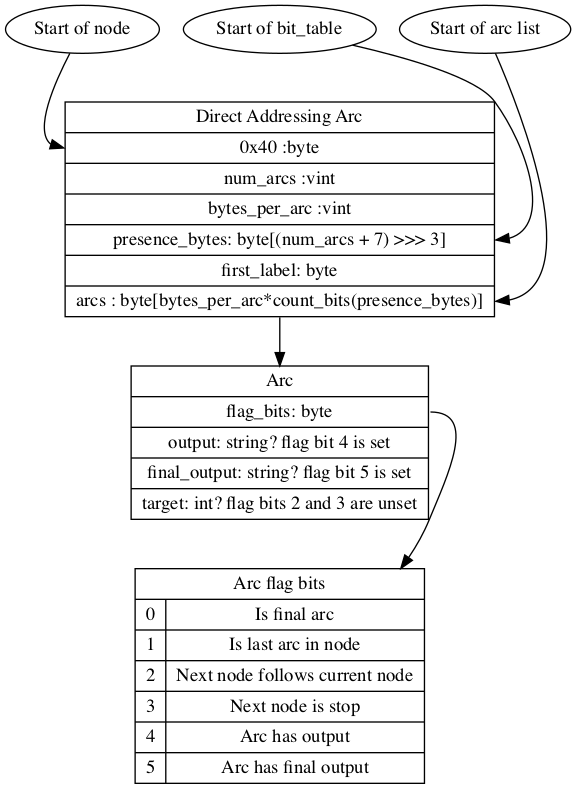 Start of node
Start of bit_table
Start of arc list
Direct Addressing Arc
0x40 :byte
num_arcs :vint
bytes_per_arc :vint
presence_bytes: byte[(num_arcs + 7) >>> 3]
first_label: byte
arcs : byte[bytes_per_arc*count_bits(presence_bytes)]
Arc
flag_bits: byte
output: string? flag bit 4 is set
final_output: string? flag bit 5 is set
target: int? flag bits 2 and 3 are unset
Arc flag bits
0 Is final arc
1 Is last arc in node
2 Next node follows current node
3 Next node is stop
4 Arc has output
5 Arc has final output